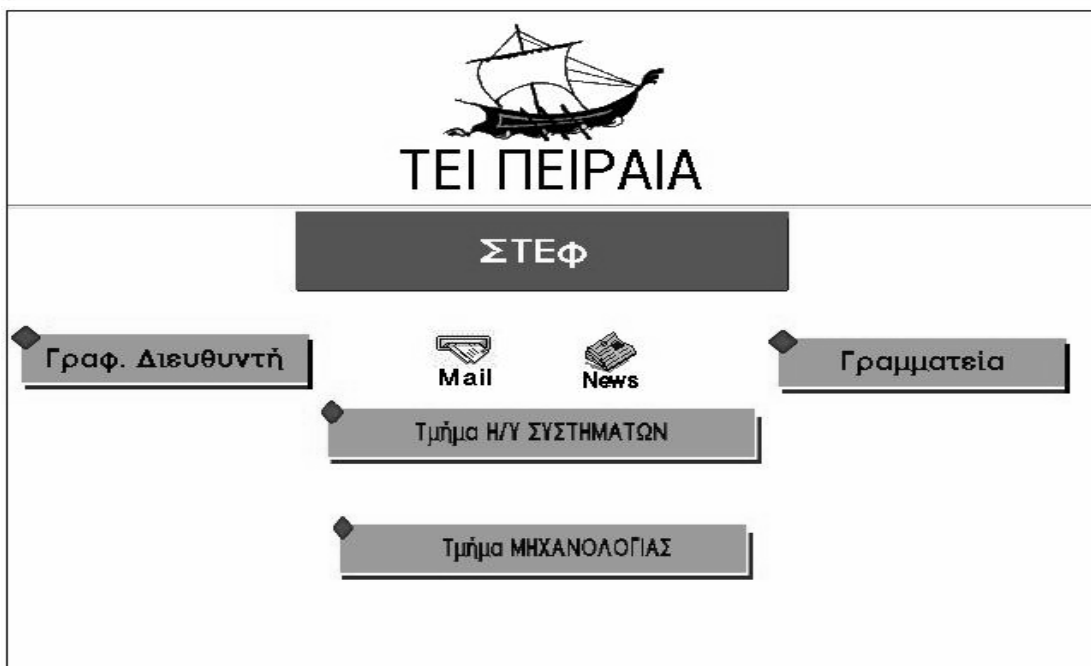 ΤΕΙ ΠΕΙΡΑΙΑ
ΣΤΕφ
Γραφ. Διευθυντή
Mail
News
Γραμματεία
Τμήμα Η/Υ ΣΥΣΤΗΜΑΤΩΝ
Τμήμα ΜΗΧΑΝΟΛΟΓΙΑΣ